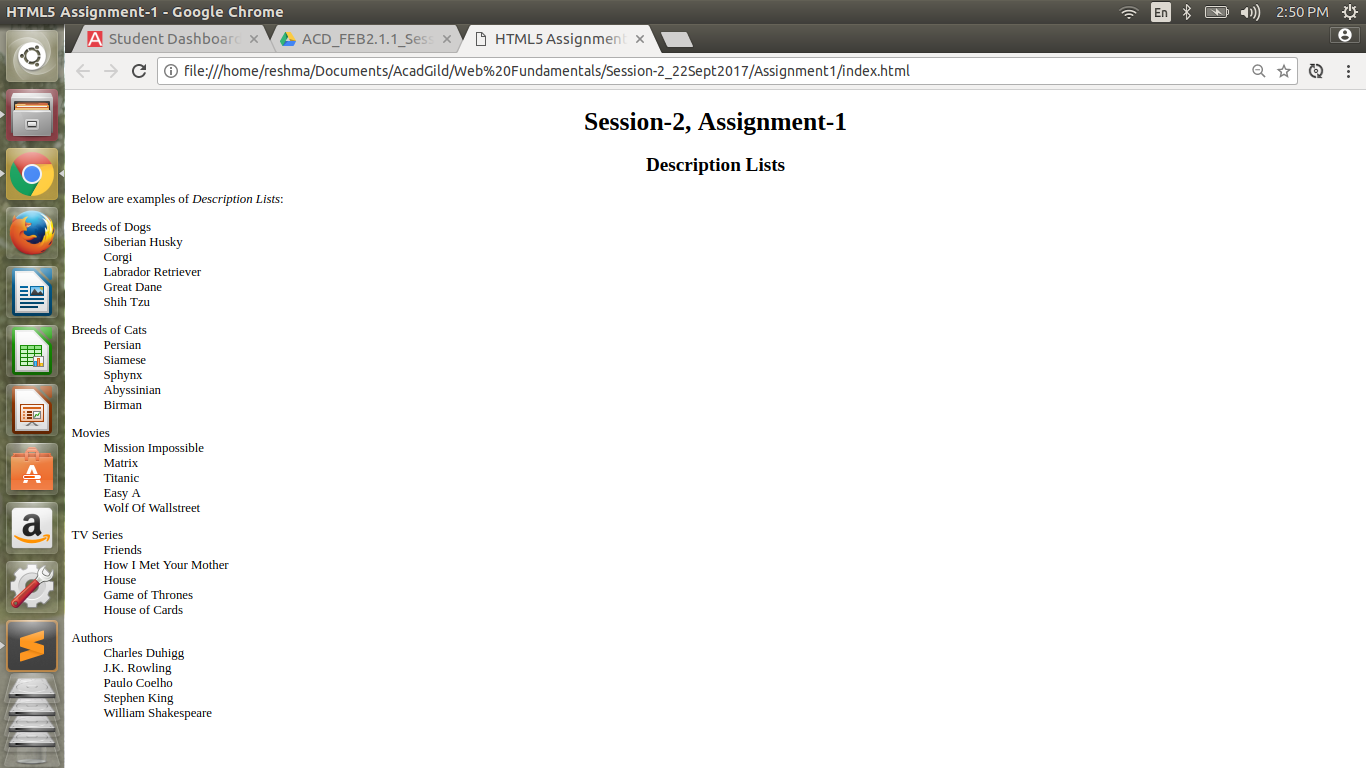 HTML5 Assignment-1 - Google Chrome
En
2:50 PM
Student Dashboard
ACD_FEB2.1.1_Sess
HTML5 Assignment
file:///home/reshma/Documents/AcadGild/Web%20Fundamentals/Session-2_22Sept2017/Assignment1/index.html
Session-2, Assignment-1
Description Lists
Below are examples of Description Lists:
Breeds of Dogs
Siberian Husky
Corgi
Labrador Retriever
Great Dane
Shih Tzu
Breeds of Cats
Persian
Siamese
Sphynx
Abyssinian
Birman
Movies
Mission Impossible
Matrix
Titanic
Easy A
Wolf Of Wallstreet
TV Series
Friends
How I Met Your Mother
House
Game of Thrones
House of Cards
Authors
Charles Duhigg
J.K. Rowling
Paulo Coelho
Stephen King
William Shakespeare